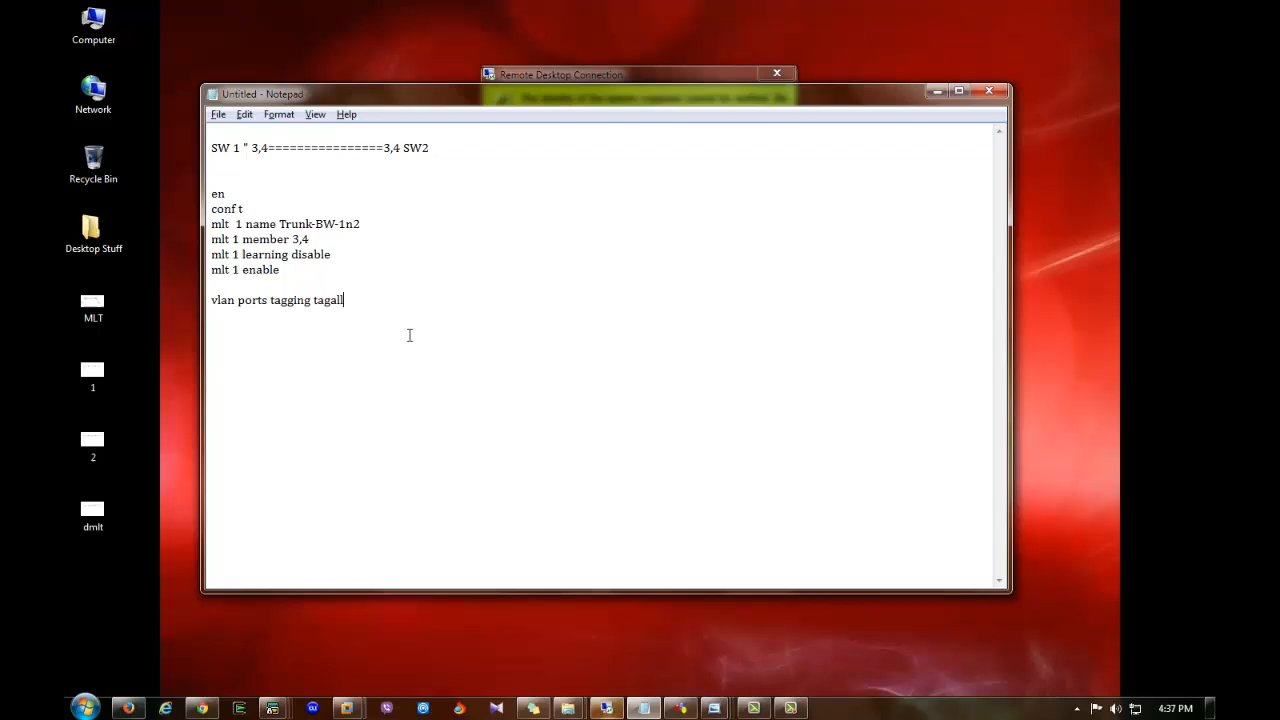 Computer
Network
Recycle Bin
Desktop Stuff
MLT
1
2
dmlt
Remote Desktop Connection
Untitled - Notepad
File Edit Format View Help
SW 1 " 3,4================3,4 SW2
en
conf t
mlt  1 name Trunk-BW-1n2
mlt 1 member 3,4
mlt 1 learning disable
mlt 1 enable
vlan ports tagging tagall
4:37 PM